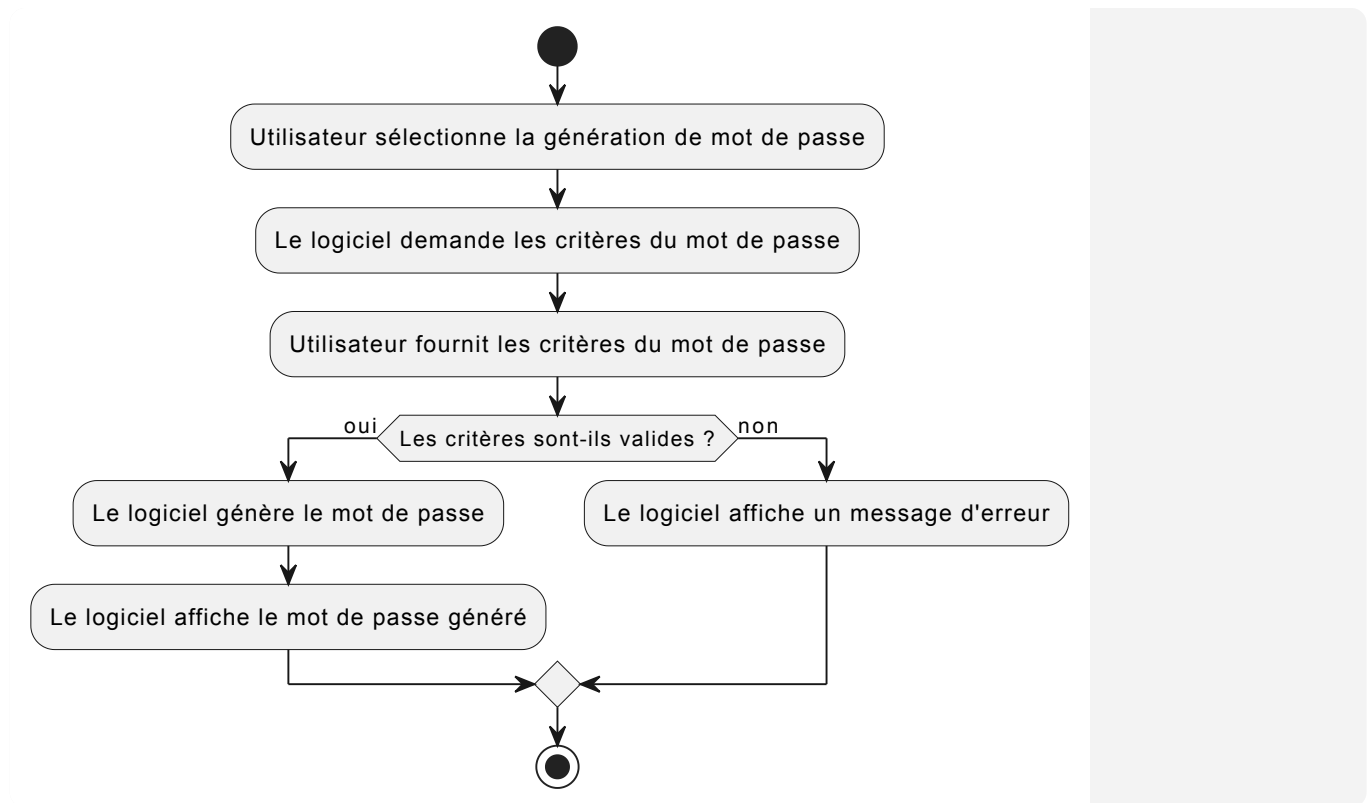 Utilisateur sélectionne la génération de mot de passe
Le logiciel demande les critères du mot de passe
Utilisateur fournit les critères du mot de passe
oui
Les critères sont-ils valides ?
non
Le logiciel génère le mot de passe
Le logiciel affiche un message d'erreur
Le logiciel affiche le mot de passe généré